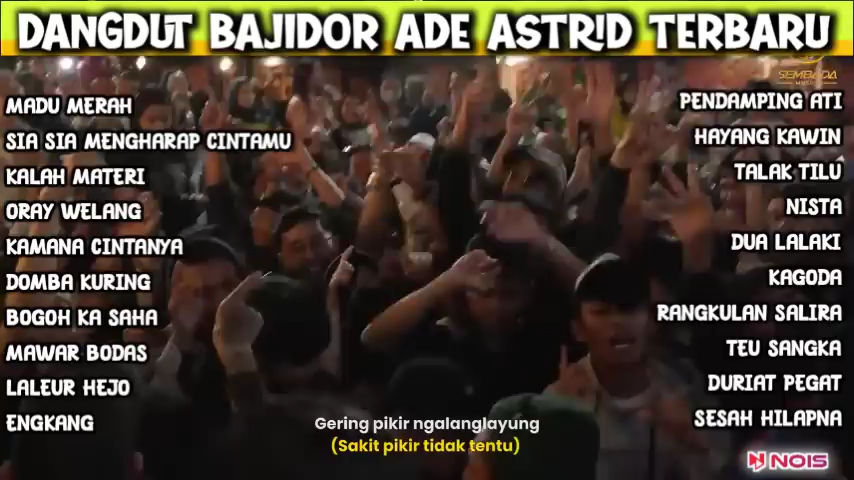 DANGDUT BAJIDOR ADE ASTRID TERBARU
SEMBADA
MADU MERAH
SIA SIA MENGHARAP CINTAMU
KALAH MATERI
ORAY WELANG
KAMANA CINTANYA
DOMBA KURING
BOGOH KA SAHA
MAWAR BODAS
LALEUR HEJO
ENGKANG
PENDAMPING ATI
HAYANG KAWIN
TALAK TILU
NISTA
DUA LALAKI
KAGODA
RANGKULAN SALIRA
TEU SANGKA
DURIAT PEGAT
SESAH HILAPNA
Gering pikir ngalanglayung
(Sakit pikir tidak tentu)
NOIS